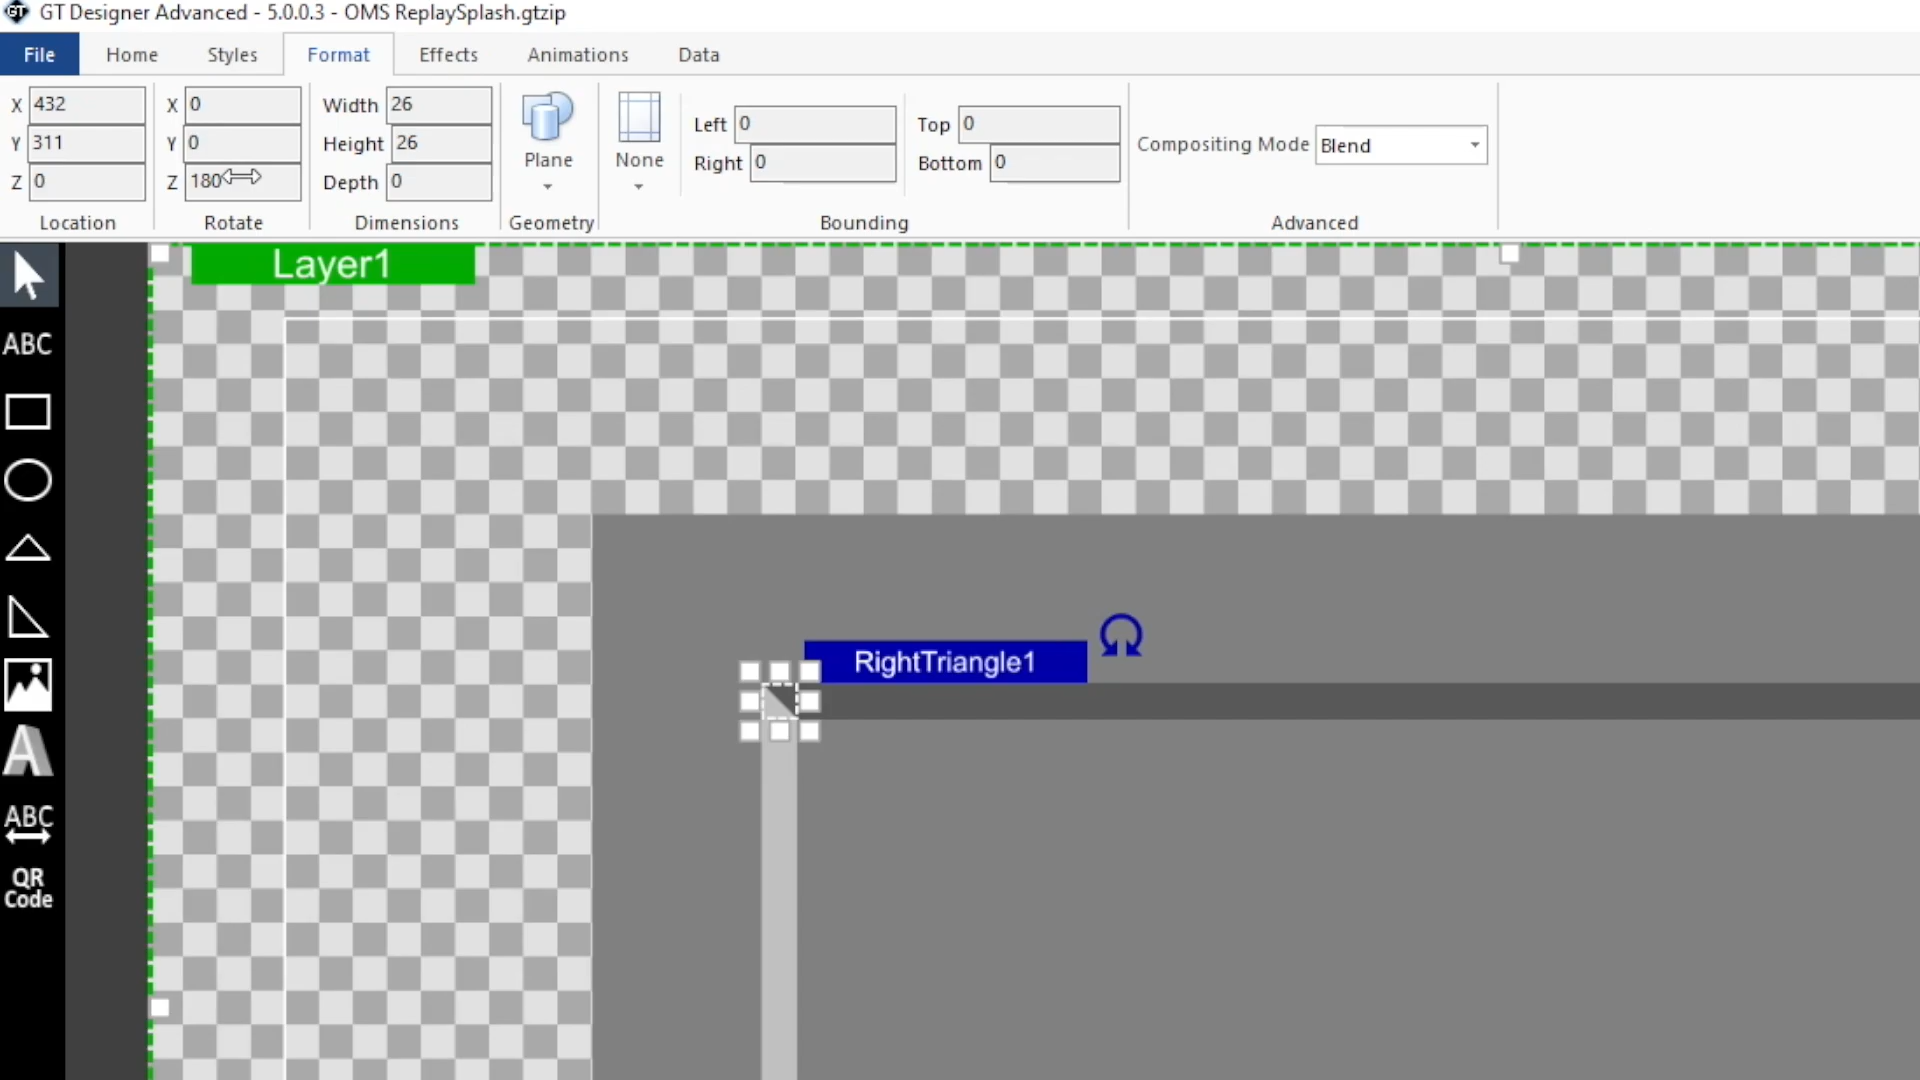 GT GT Designer Advanced - 5.0.0.3 - OMS ReplaySplash.gtzip
File Home Styles Format Effects Animations Data
X 432 X 0 Width 26
Y 311 Y 0 Height 26
Z 0 Z 180 Depth 0
Plane None
Left 0 Top 0
Right 0 Bottom 0
Compositing Mode Blend
Location Rotate Dimensions Geometry Bounding Advanced
Layer1
ABC
RightTriangle1
A
ABC
QR
Code